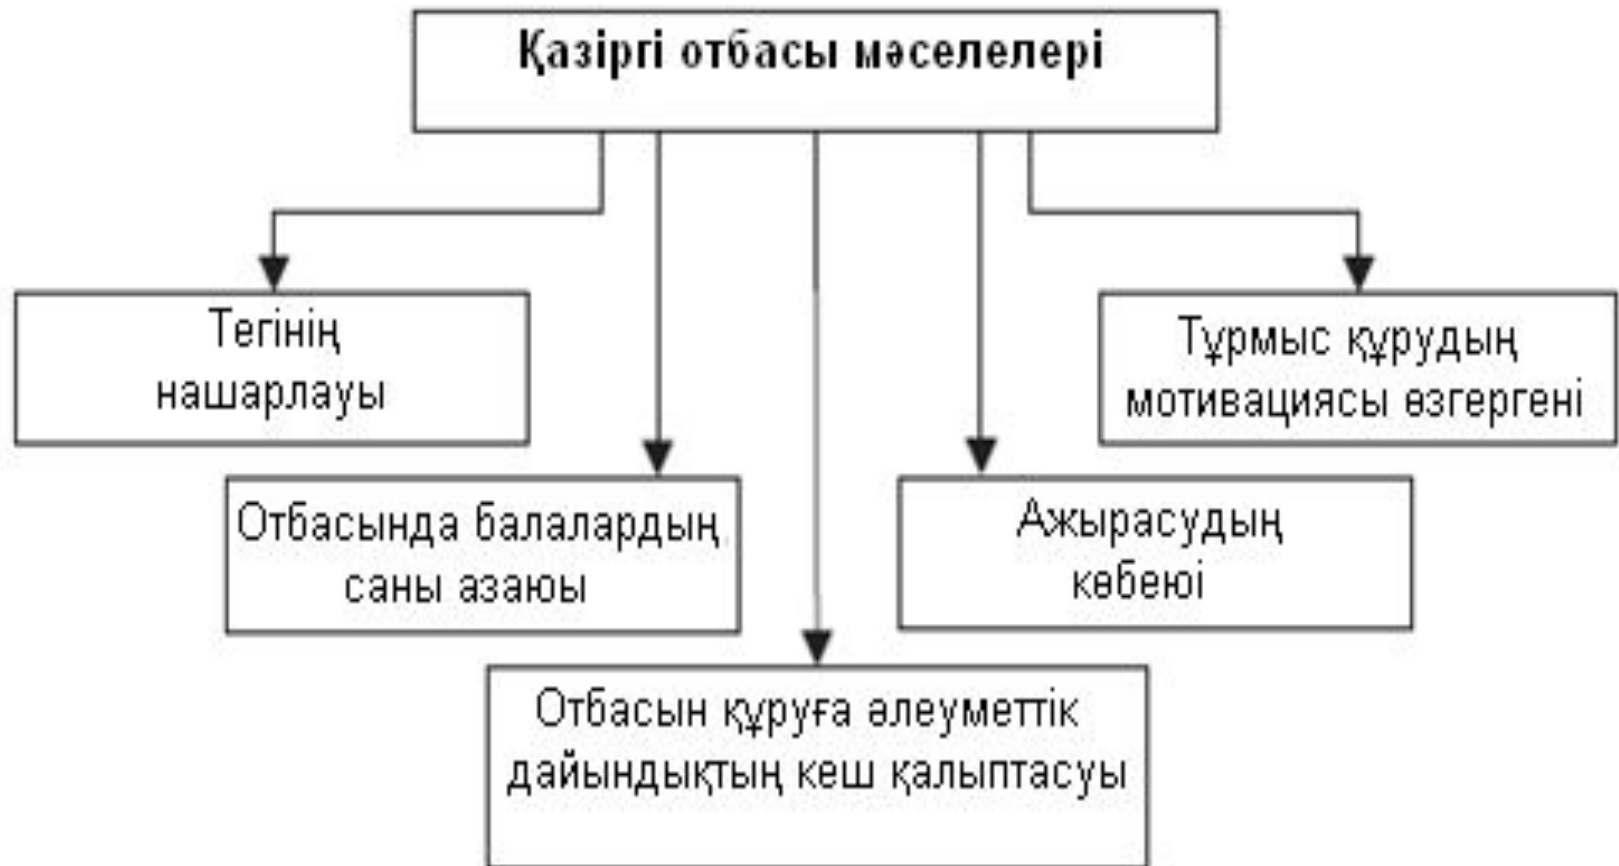 Қазіргі отбасы мәселелері
Тегінің
нашарлауы
Тұрмыс құрудың
мотивациясы өзгергені
Отбасында балалардың
саны азаюы
Ажырасудың
көбеюі
Отбасын құруға әлеуметтік
дайындықтың кеш қалыптасуы